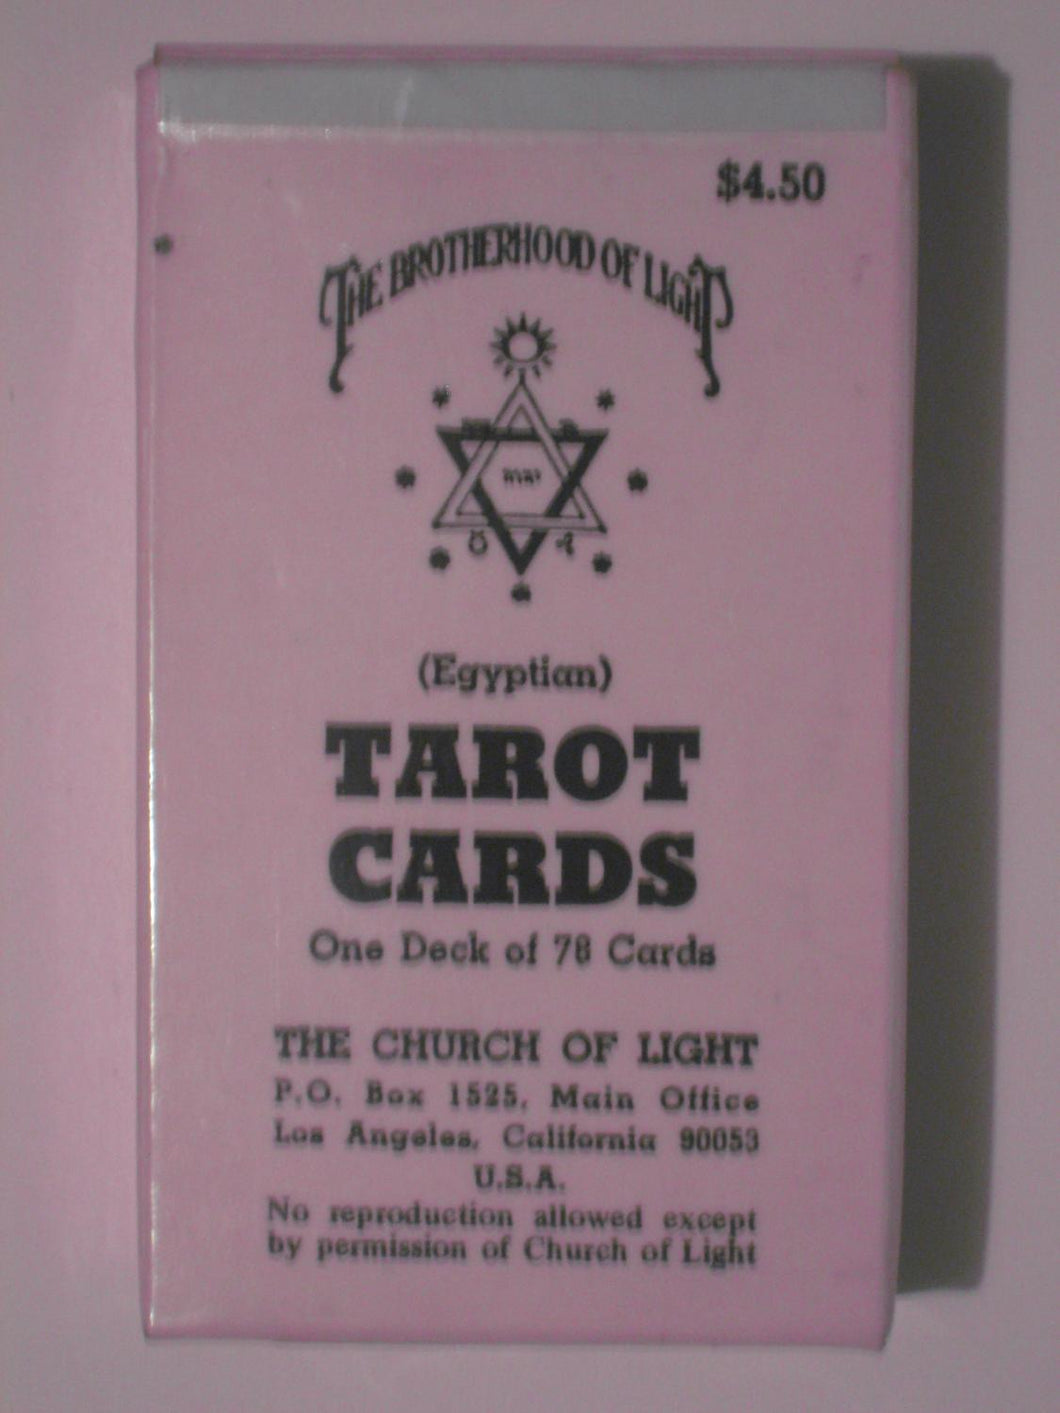 $4.50
THE BROTHERHOOD OF LIGHT
יהוה
(Egyptian)
TAROT
CARDS
One Deck of 78 Cards
THE CHURCH OF LIGHT
P.O. Box 1525, Main Office
Los Angeles, California 90053
U.S.A.
No reproduction allowed except
by permission of Church of Light